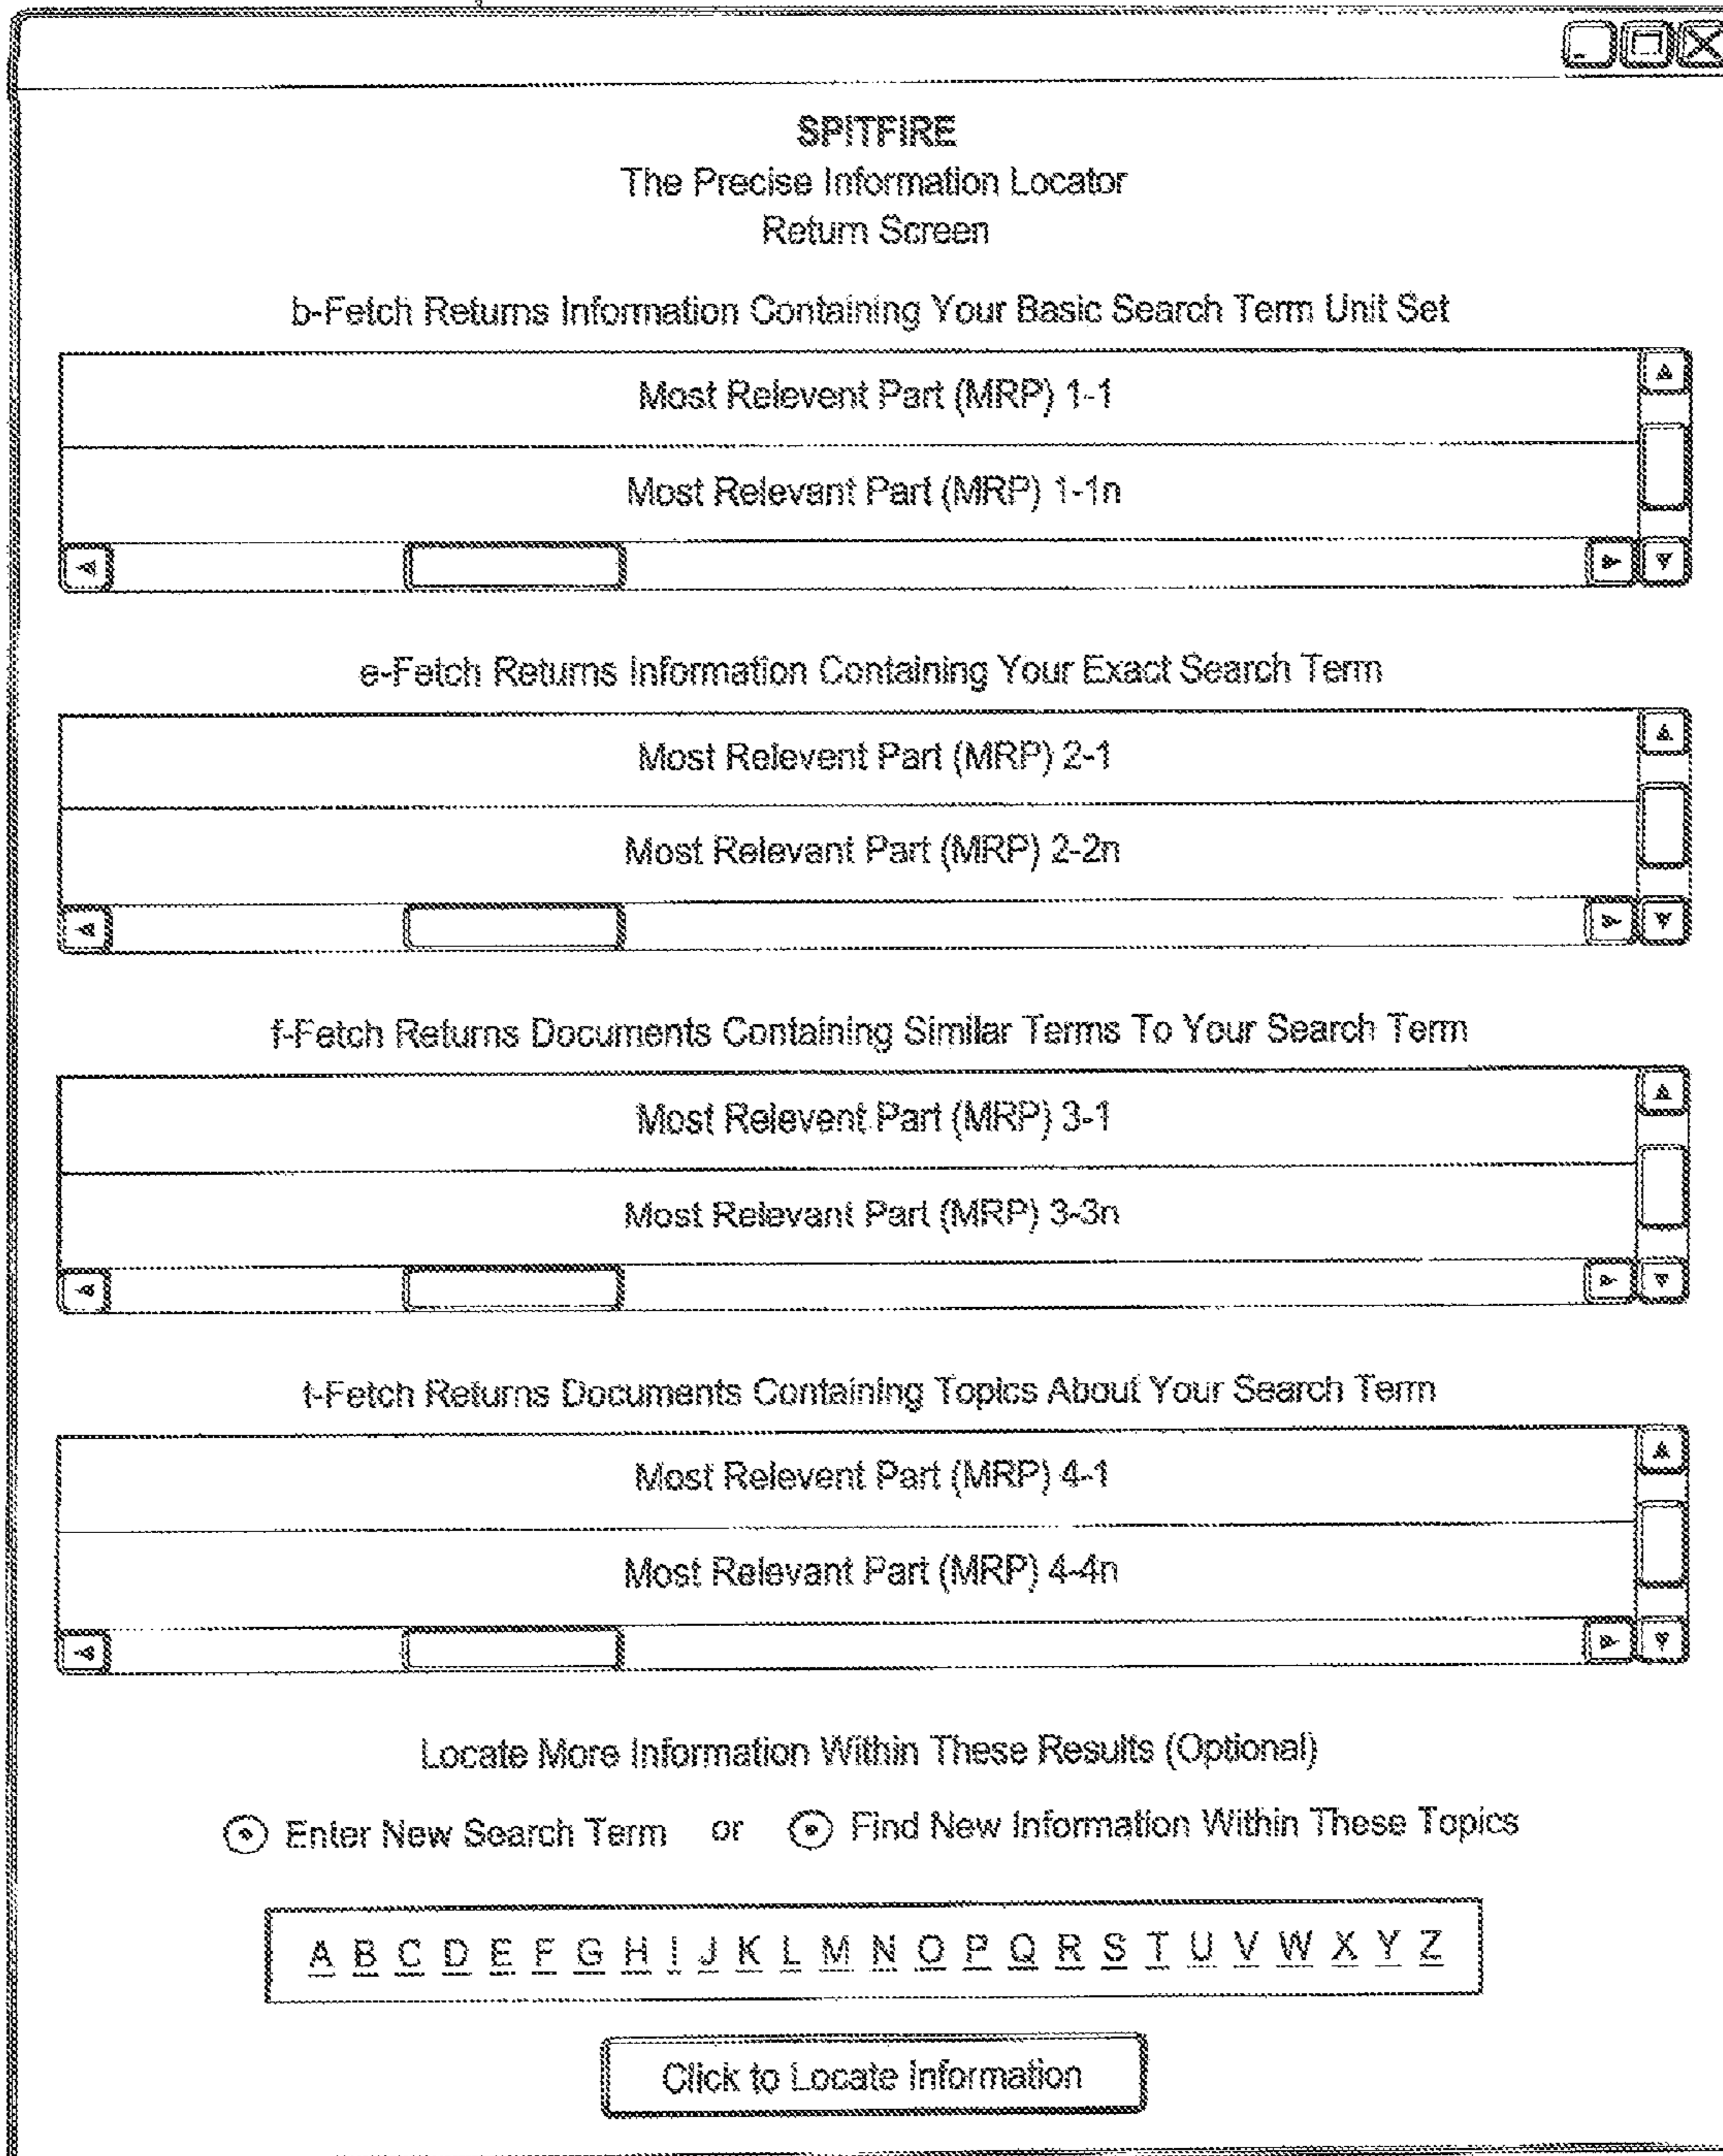 SPITFIRE
The Precise Information Locator
Return Screen
b-Fetch Returns Information Containing Your Basic Search Term Unit Set
Most Relevent Part (MRP) 1-1
Most Relevant Part (MRP) 1-1n
e-Fetch Returns Information Containing Your Exact Search Term
Most Relevent Part (MRP) 2-1
Most Relevant Part (MRP) 2-2n
f-Fetch Returns Documents Containing Similar Terms To Your Search Term
Most Relevent Part (MRP) 3-1
Most Relevant Part (MRP) 3-3n
t-Fetch Returns Documents Containing Topics About Your Search Term
Most Relevent Part (MRP) 4-1
Most Relevant Part (MRP) 4-4n
Locate More Information Within These Results (Optional)
Enter New Search Term or Find New Information Within These Topics
A B C D E F G H I J K L M N O P Q R S T U V W X Y Z
Click to Locate Information